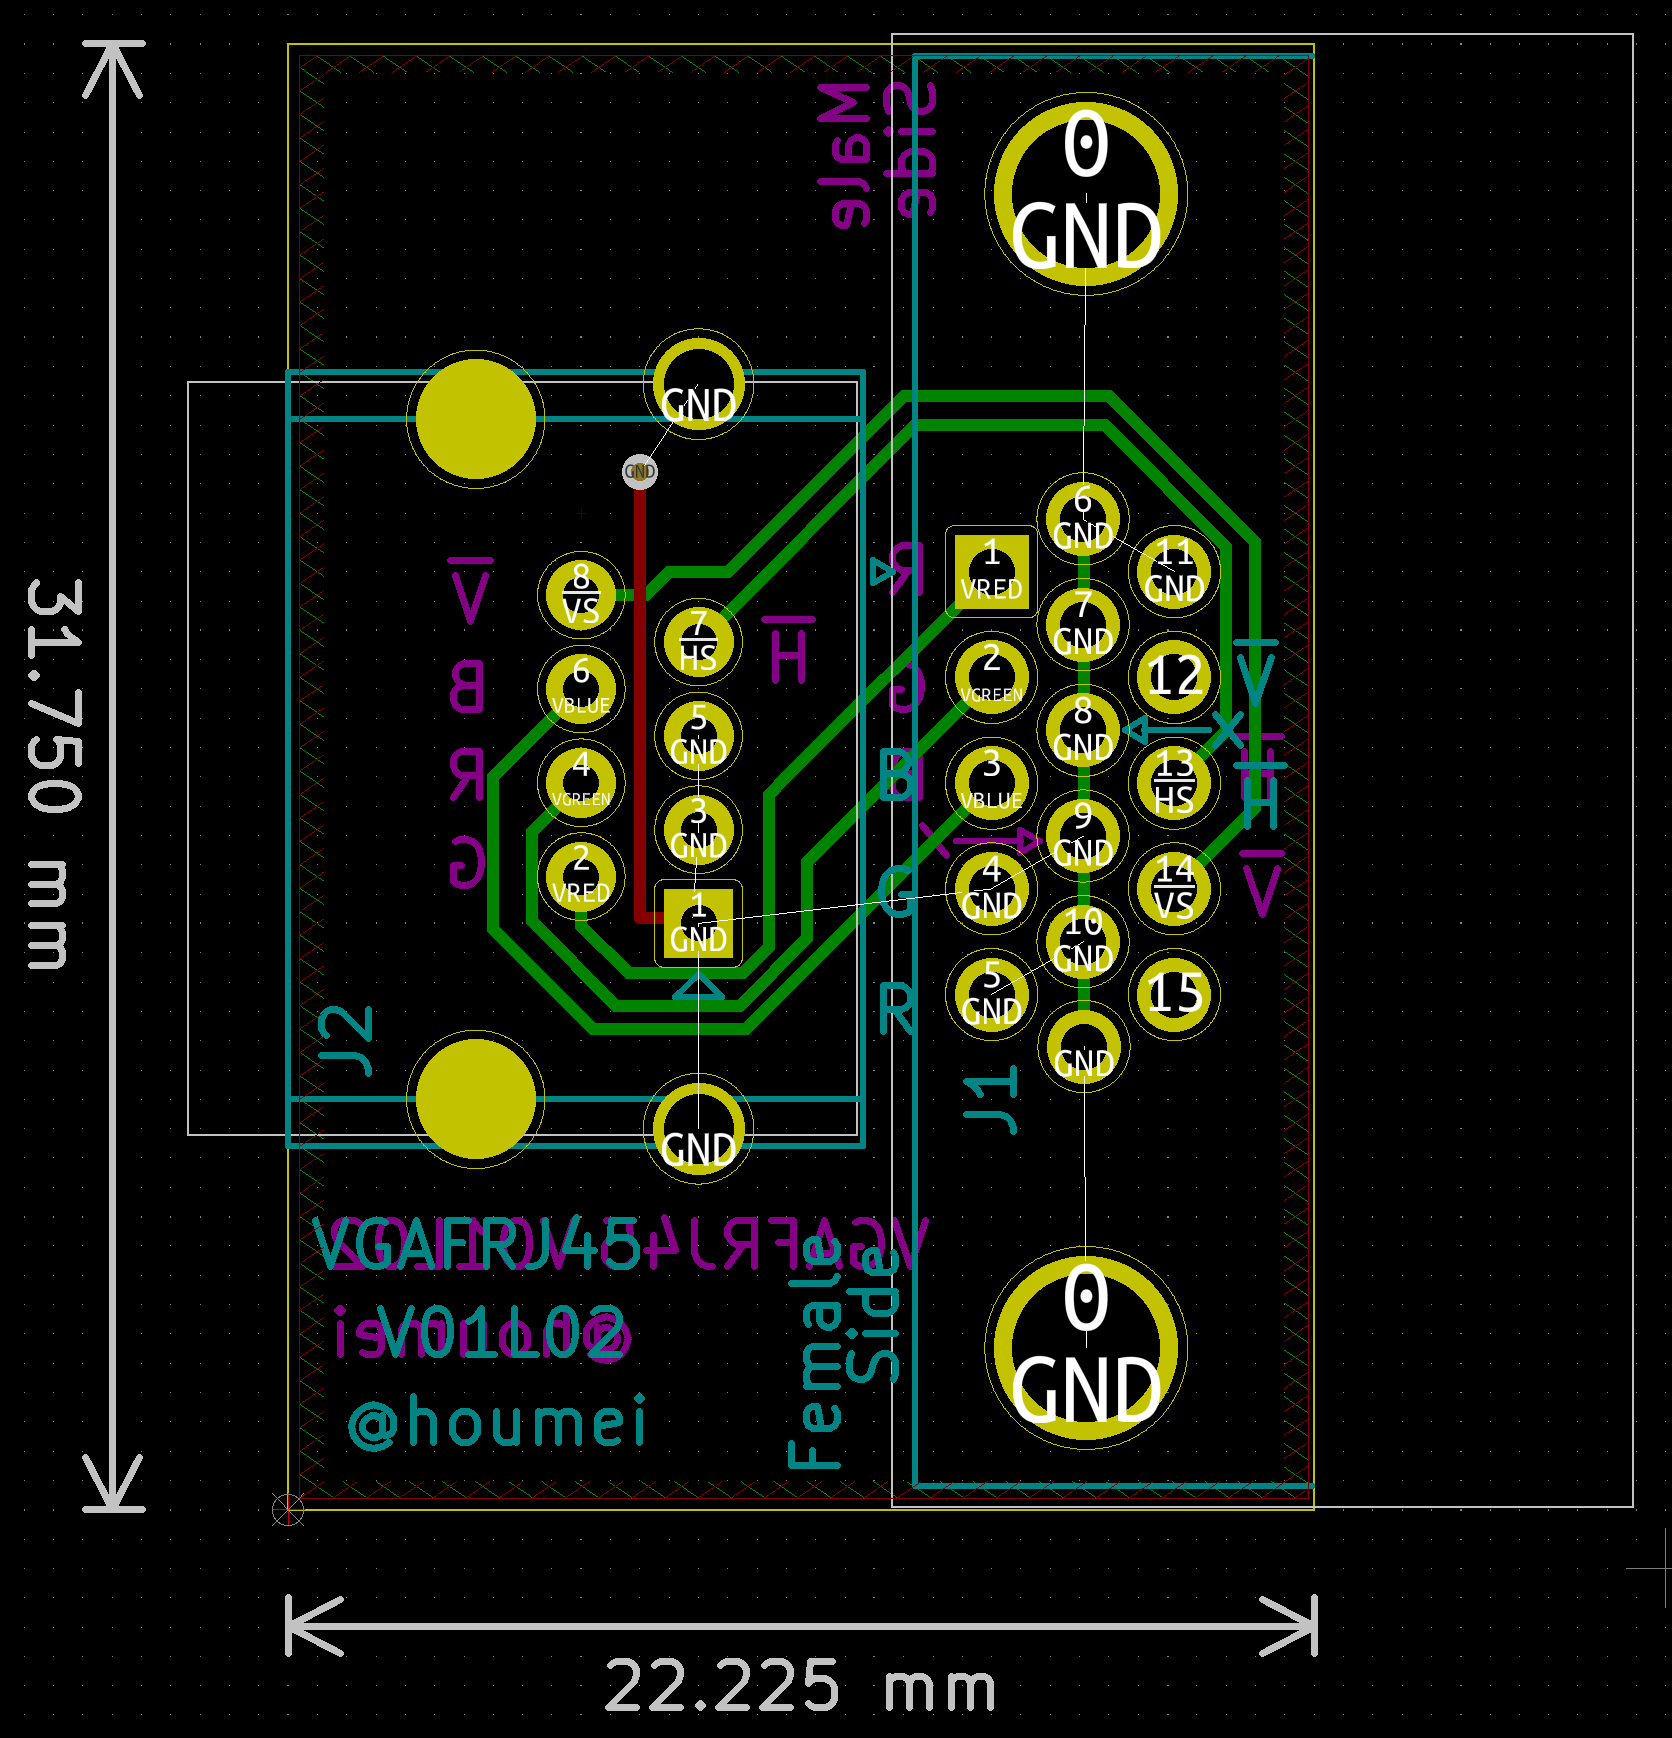 Male
Side
0
GND
GND
GND
6
GND
1
VRED
11
GND
R
V
8
VS
7
HS
H
7
GND
2
VGREEN
12
G
V
6
VBLUE
B
5
GND
8
GND
X
H
4
VGREEN
R
3
VBLUE
B
B
13
HS
H
3
GND
9
GND
X
2
VRED
G
4
GND
G
14
VS
V
1
GND
10
GND
5
GND
15
R
J2
GND
J1
GND
31.750 mm
VGAFRJ45 V01L02
@houmei
VGAFRJ45
V01L02
@houmei
Female
Side
0
GND
22.225 mm